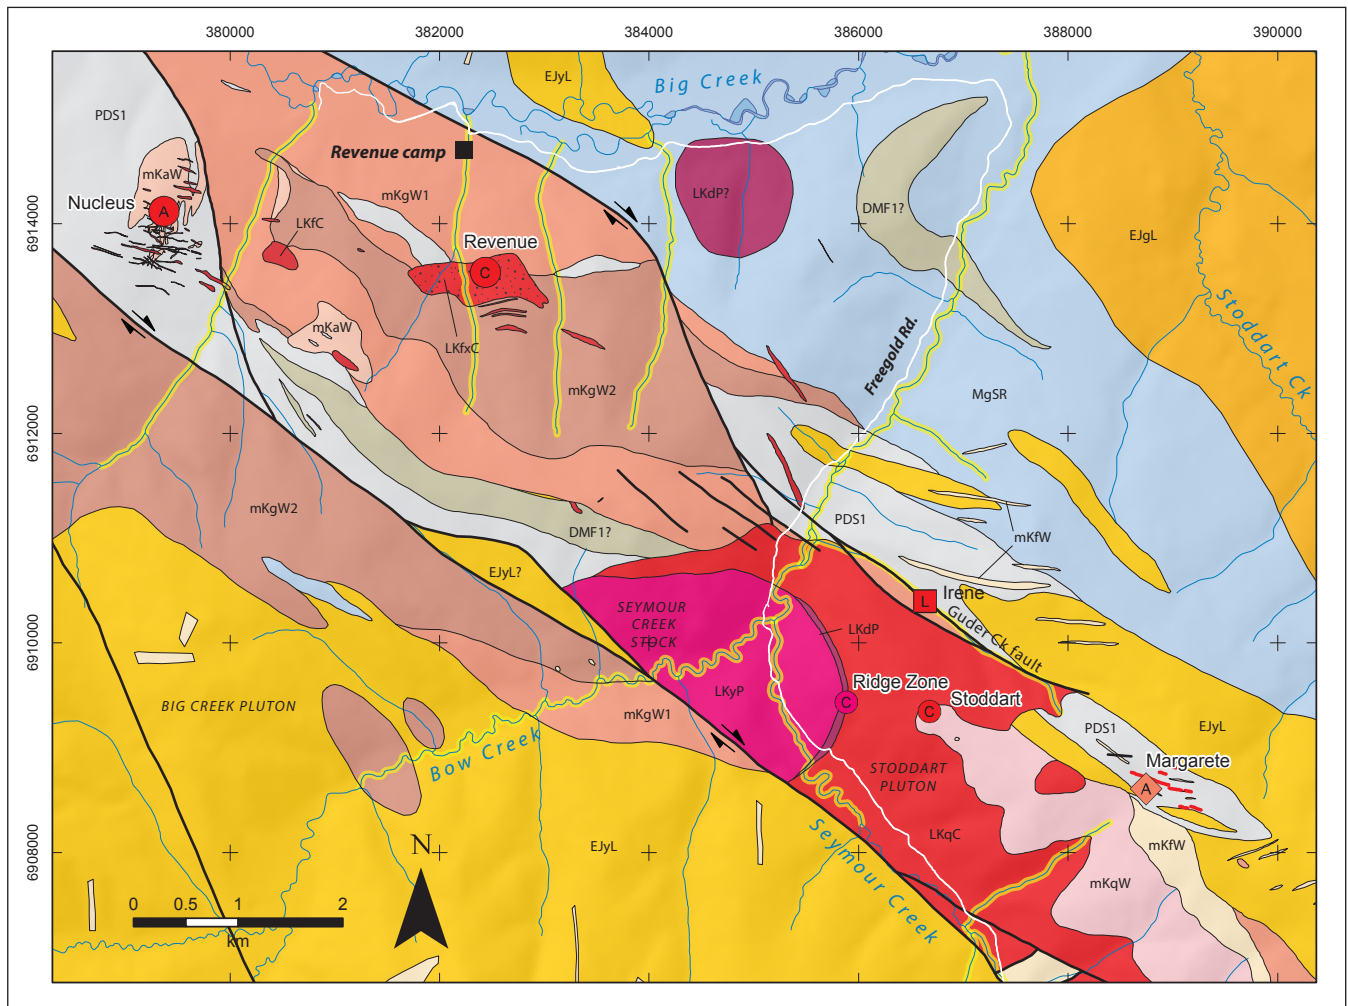 380000 382000 384000 386000 388000 390000
6914000
6912000
6910000
6908000
EJyL
Big Creek
PDS1
Revenue camp
mKaW
mKgW1
LKdP?
Nucleus
A
LKfC
DMF1?
EJgL
Revenue
C
Stoddart Ck
mKaW
LKfxC
Freegold Rd.
mKgW2
MgSR
mKgW2
PDS1
DMF1?
mKfW
EJyL?
SEYMOUR
CREEK
STOCK
L
Irene
LKdP
Guder Ck fault
LKyP
Ridge Zone
C
Stoddart
C
BIG CREEK PLUTON
mKgW1
PDS1
EJyL
Bow Creek
Margarete
A
STODDART
PLUTON
LKqC
Seymour Creek
EJyL
mKfW
mKqW
N
0 0.5 1 2
km